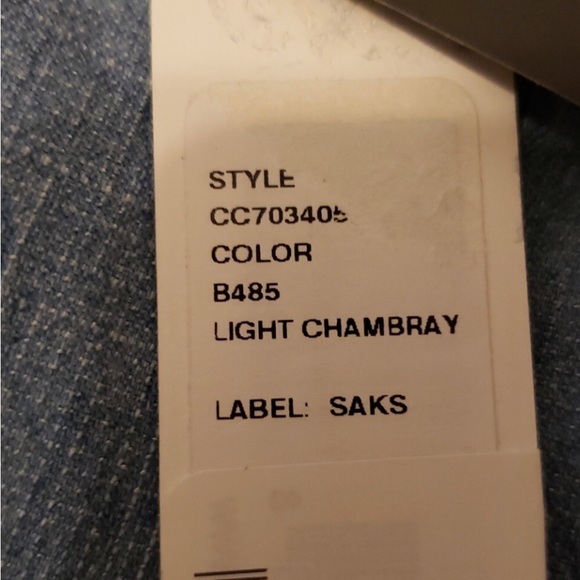 STYLE
CC703405
COLOR
B485
LIGHT CHAMBRAY
LABEL: SAKS